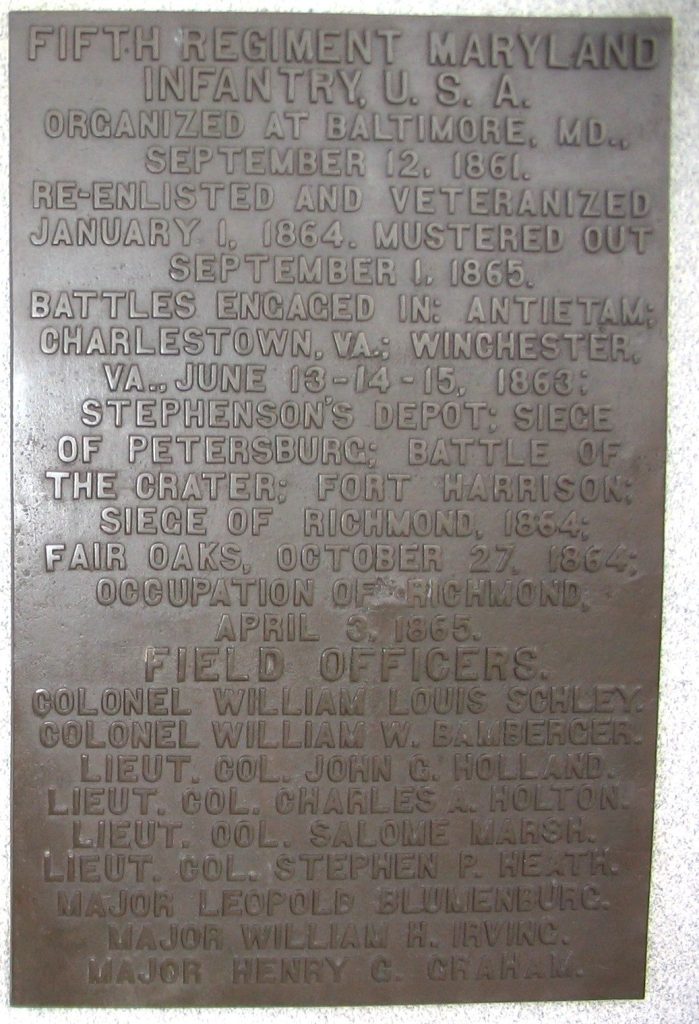 FIFTH REGIMENT MARYLAND
INFANTRY, U. S. A.
ORGANIZED AT BALTIMORE, MD.,
SEPTEMBER 12, 1861.
RE-ENLISTED AND VETERANIZED
JANUARY 1, 1864. MUSTERED OUT
SEPTEMBER 1, 1865.
BATTLES ENGAGED IN: ANTIETAM;
CHARLESTOWN, VA.; WINCHESTER,
VA., JUNE 13-14-15, 1863;
STEPHENSON'S DEPOT; SIEGE
OF PETERSBURG; BATTLE OF
THE CRATER; FORT HARRISON;
SIEGE OF RICHMOND, 1864;
FAIR OAKS, OCTOBER 27, 1864;
OCCUPATION OF RICHMOND,
APRIL 3, 1865.
FIELD OFFICERS.
COLONEL WILLIAM LOUIS SCHLEY.
COLONEL WILLIAM W. BAMBERGER.
LIEUT. COL. JOHN C. HOLLAND.
LIEUT. COL. CHARLES A. HOLTON.
LIEUT. COL. SALOME MARSH.
LIEUT. COL. STEPHEN P. HEATH.
MAJOR LEOPOLD BLUMENBURG.
MAJOR WILLIAM H. IRVING.
MAJOR HENRY G. GRAHAM.